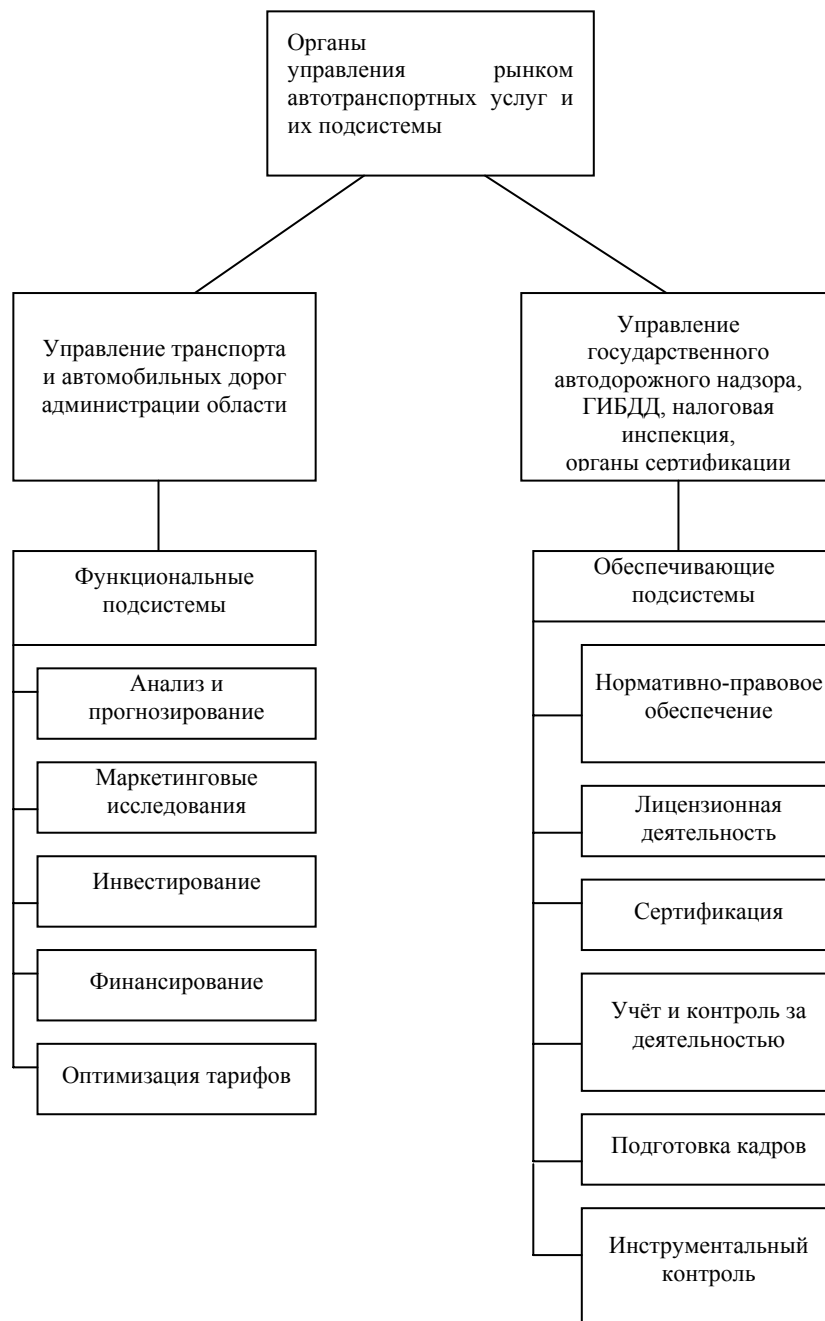 Органы
управления рынком
автотранспортных услуг и
их подсистемы
Управление транспорта
и автомобильных дорог
администрации области
Управление
государственного
автодорожного надзора,
ГИБДД, налоговая
инспекция,
органы сертификации
Функциональные
подсистемы
Анализ и
прогнозирование
Маркетинговые
исследования
Инвестирование
Финансирование
Оптимизация тарифов
Обеспечивающие
подсистемы
Нормативно-правовое
обеспечение
Лицензионная
деятельность
Сертификация
Учёт и контроль за
деятельностью
Подготовка кадров
Инструментальный
контроль